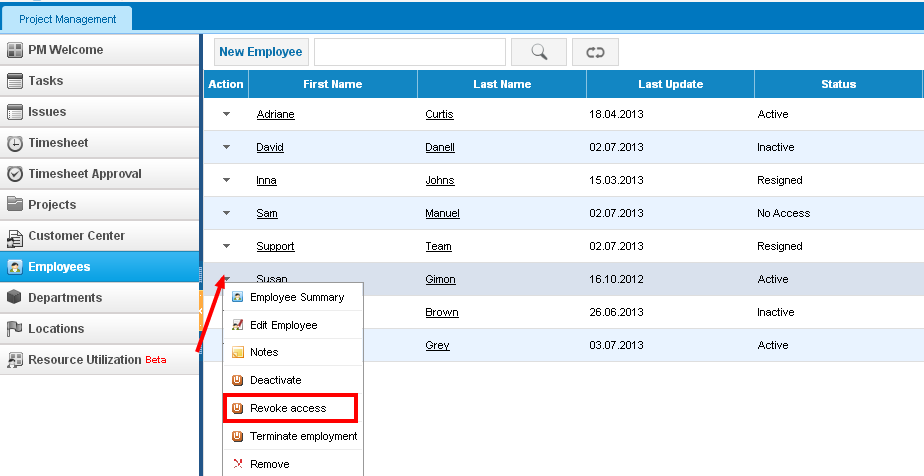 Project Management
PM Welcome
Tasks
Issues
Timesheet
Timesheet Approval
Projects
Customer Center
Employees
Departments
Locations
Resource Utilization Beta
New Employee
Action First Name Last Name Last Update Status
Adriane Curtis 18.04.2013 Active
David Danell 02.07.2013 Inactive
Inna Johns 15.03.2013 Resigned
Sam Manuel 02.07.2013 No Access
Support Team 02.07.2013 Resigned
Susan Gimon 16.10.2012 Active
Brown 26.06.2013 Inactive
Grey 03.07.2013 Active
Employee Summary
Edit Employee
Notes
Deactivate
Revoke access
Terminate employment
Remove